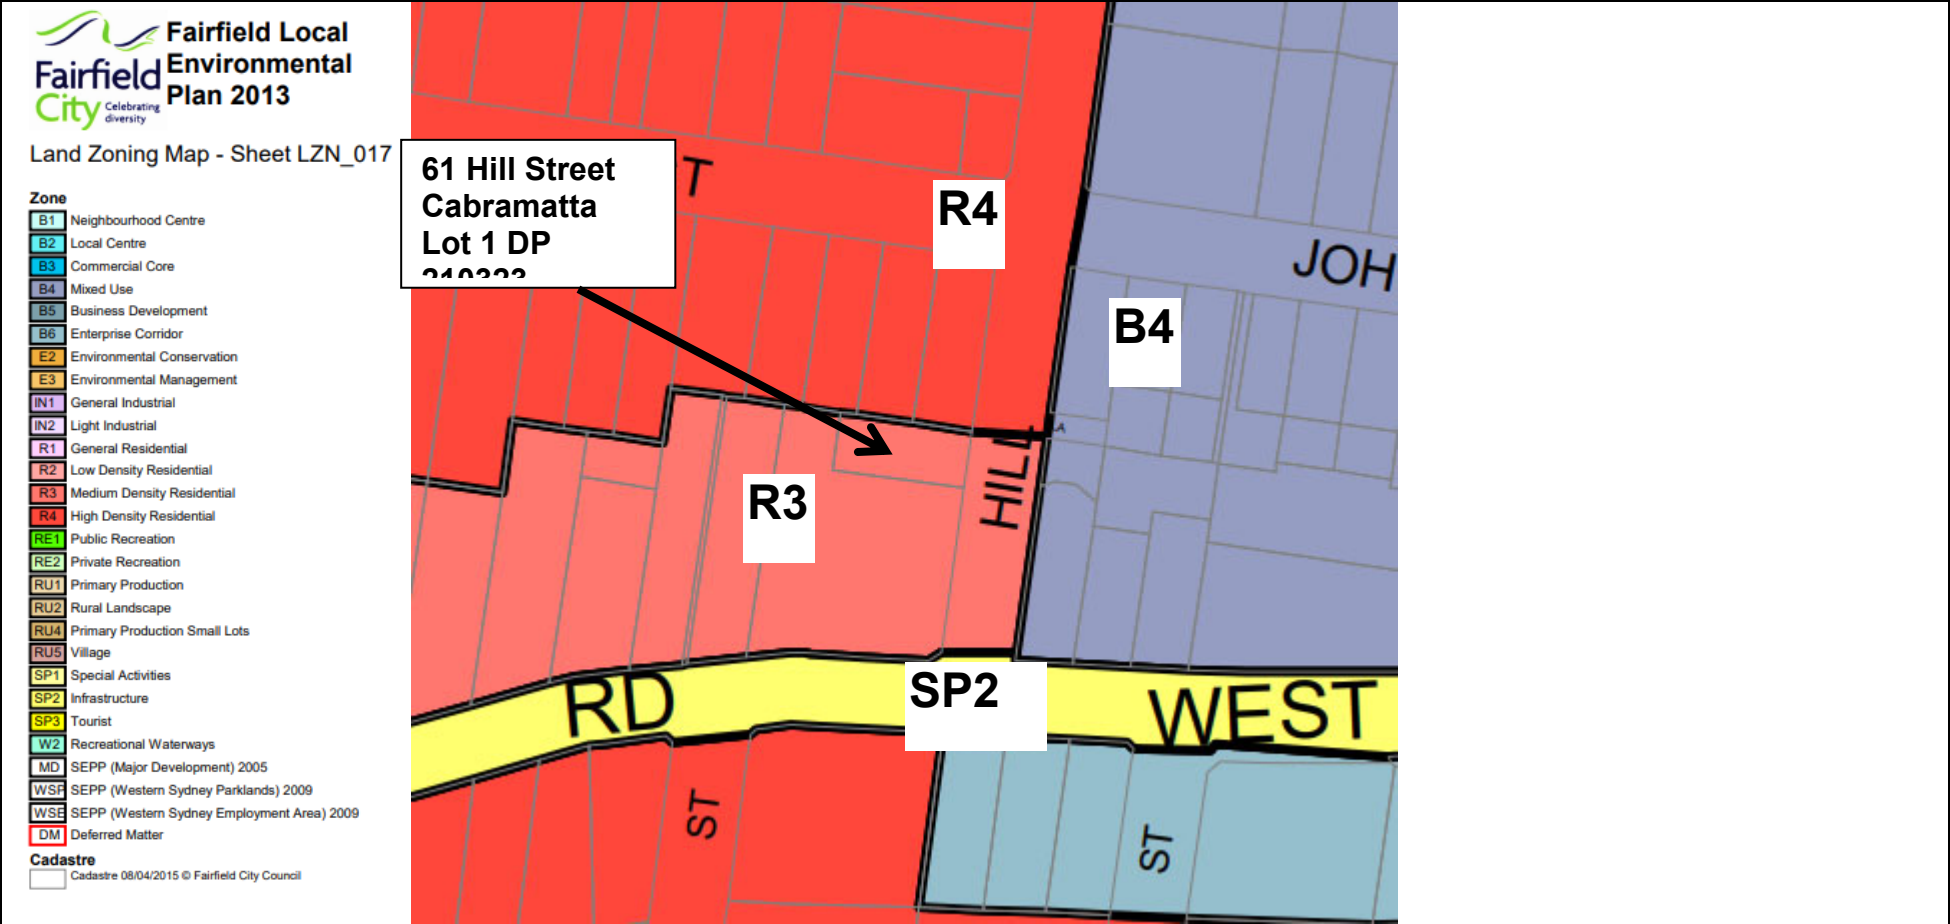 Fairfield
City Celebrating
diversity
Fairfield Local
Environmental
Plan 2013
Land Zoning Map - Sheet LZN_017
Zone
B1 Neighbourhood Centre
B2 Local Centre
B3 Commercial Core
B4 Mixed Use
B5 Business Development
B6 Enterprise Corridor
E2 Environmental Conservation
E3 Environmental Management
IN1 General Industrial
IN2 Light Industrial
R1 General Residential
R2 Low Density Residential
R3 Medium Density Residential
R4 High Density Residential
RE1 Public Recreation
RE2 Private Recreation
RU1 Primary Production
RU2 Rural Landscape
RU4 Primary Production Small Lots
RU5 Village
SP1 Special Activities
SP2 Infrastructure
SP3 Tourist
W2 Recreational Waterways
MD SEPP (Major Development) 2005
WSP SEPP (Western Sydney Parklands) 2009
WSE SEPP (Western Sydney Employment Area) 2009
DM Deferred Matter
Cadastre
Cadastre 08/04/2015 © Fairfield City Council
61 Hill Street
Cabramatta
Lot 1 DP
210323
T
R4
JOH
B4
A
HILL
R3
RD
SP2
WEST
ST
ST